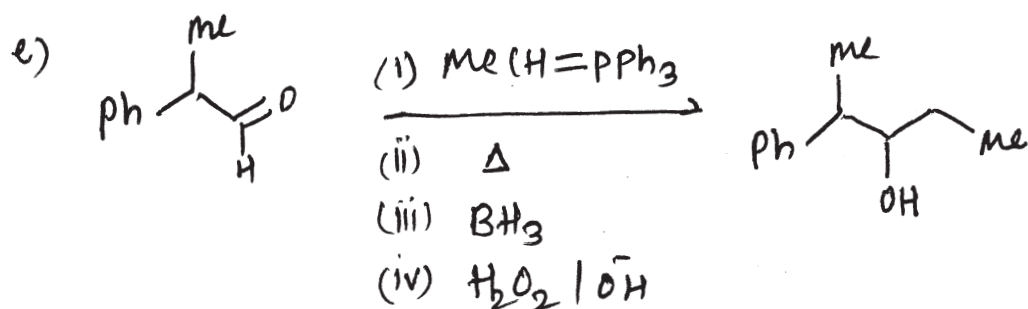 e)
Me
Ph
O
H
(i) MeCH=PPh3
(ii) Δ
(iii) BH3
(iv) H2O2 / OH̄
Me
Ph
OH
Me